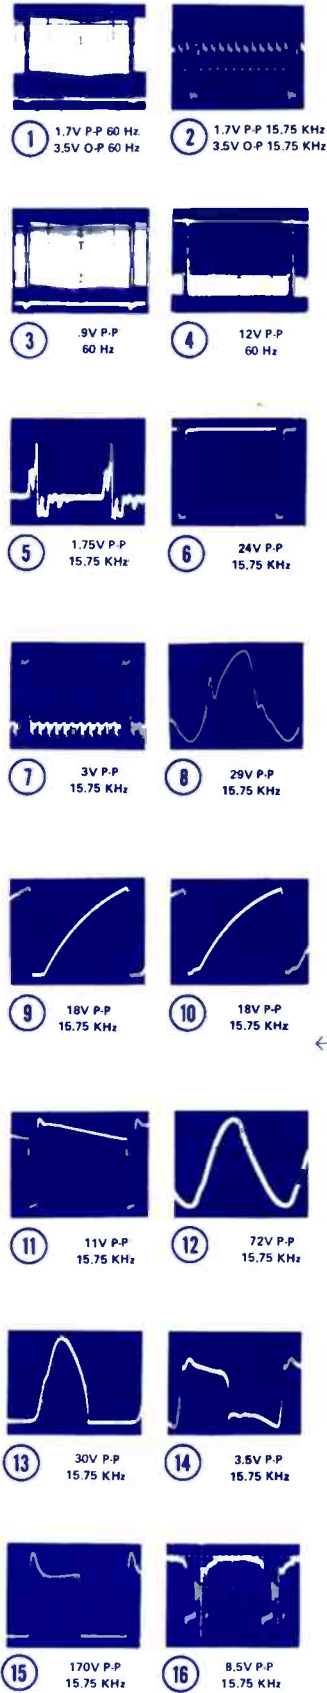 1
1.7V P-P 60 Hz
3.5V O-P 60 Hz
2
1.7V P-P 15.75 KHz
3.5V O-P 15.75 KHz
3
.9V P-P
60 Hz
4
12V P-P
60 Hz
5
1.75V P-P
15.75 KHz
6
24V P-P
15.75 KHz
7
3V P-P
15.75 KHz
8
29V P-P
15.75 KHz
9
18V P-P
15.75 KHz
10
18V P-P
15.75 KHz
11
11V P-P
15.75 KHz
12
72V P-P
15.75 KHz
13
30V P-P
15.75 KHz
14
3.5V P-P
15.75 KHz
15
170V P-P
15.75 KHz
16
8.5V P-P
15.75 KHz